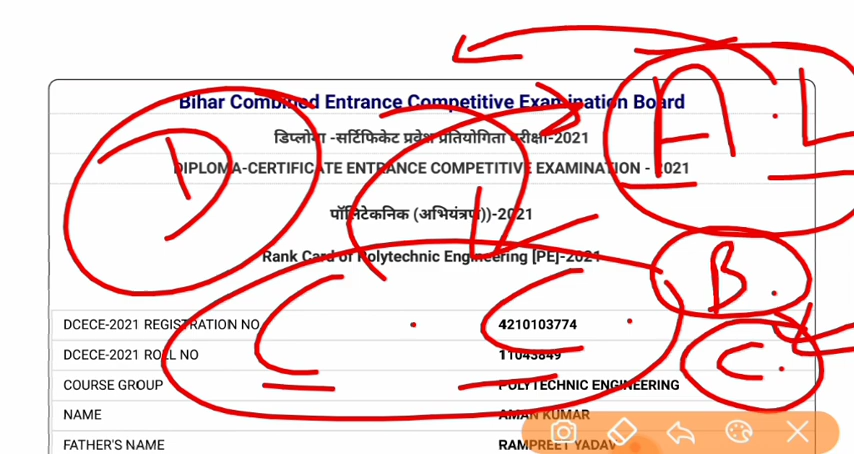 Bihar Combined Entrance Competitive Examination Board
डिप्लोमा -सर्टिफिकेट प्रवेश प्रतियोगिता परीक्षा-2021
DIPLOMA-CERTIFICATE ENTRANCE COMPETITIVE EXAMINATION - 2021
पॉलिटेकनिक (अभियंत्रण))-2021
Rank Card of Polytechnic Engineering [PE]-2021
DCECE-2021 REGISTRATION NO 4210103774
DCECE-2021 ROLL NO 11043849
COURSE GROUP POLYTECHNIC ENGINEERING
NAME AMAN KUMAR
FATHER'S NAME RAMPREET YADAV
D
A
B
C